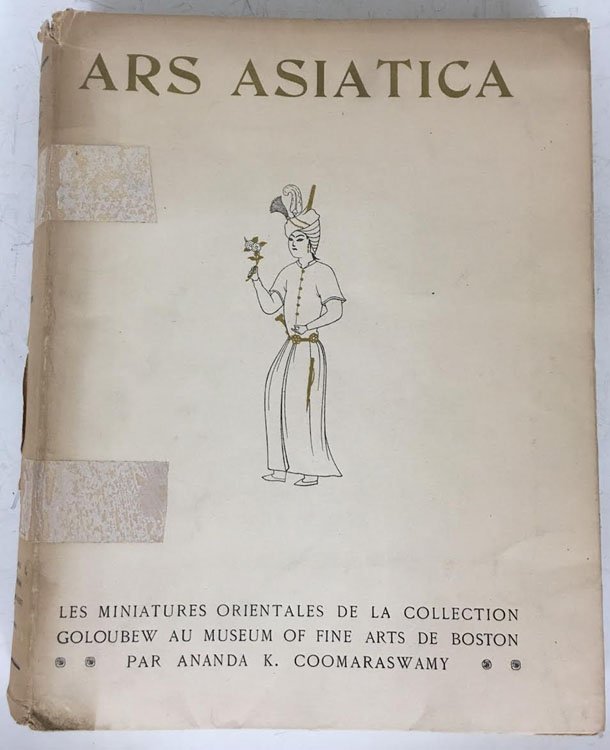 ARS ASIATICA
LES MINIATURES ORIENTALES DE LA COLLECTION
GOLOUBEW AU MUSEUM OF FINE ARTS DE BOSTON
PAR ANANDA K. COOMARASWAMY